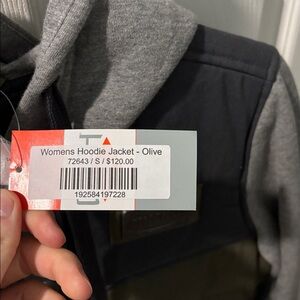 Womens Hoodie Jacket - Olive
72643 / S / $120.00
192584197228